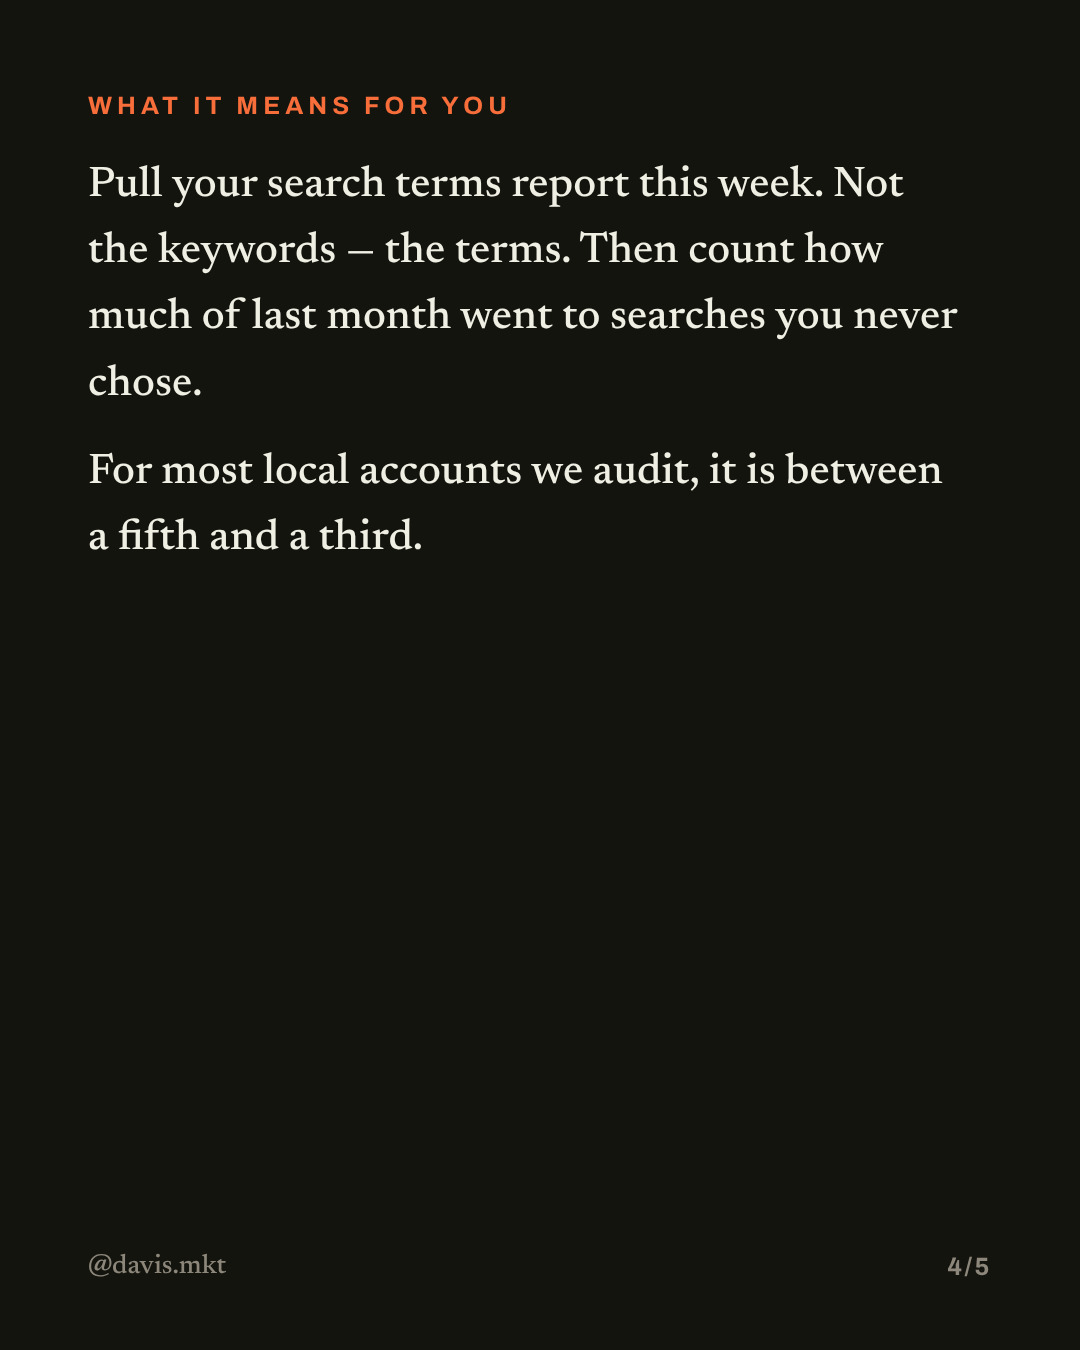 WHAT IT MEANS FOR YOU
Pull your search terms report this week. Not
the keywords – the terms. Then count how
much of last month went to searches you never
chose.
For most local accounts we audit, it is between
a fifth and a third.
@davis.mkt
4/5